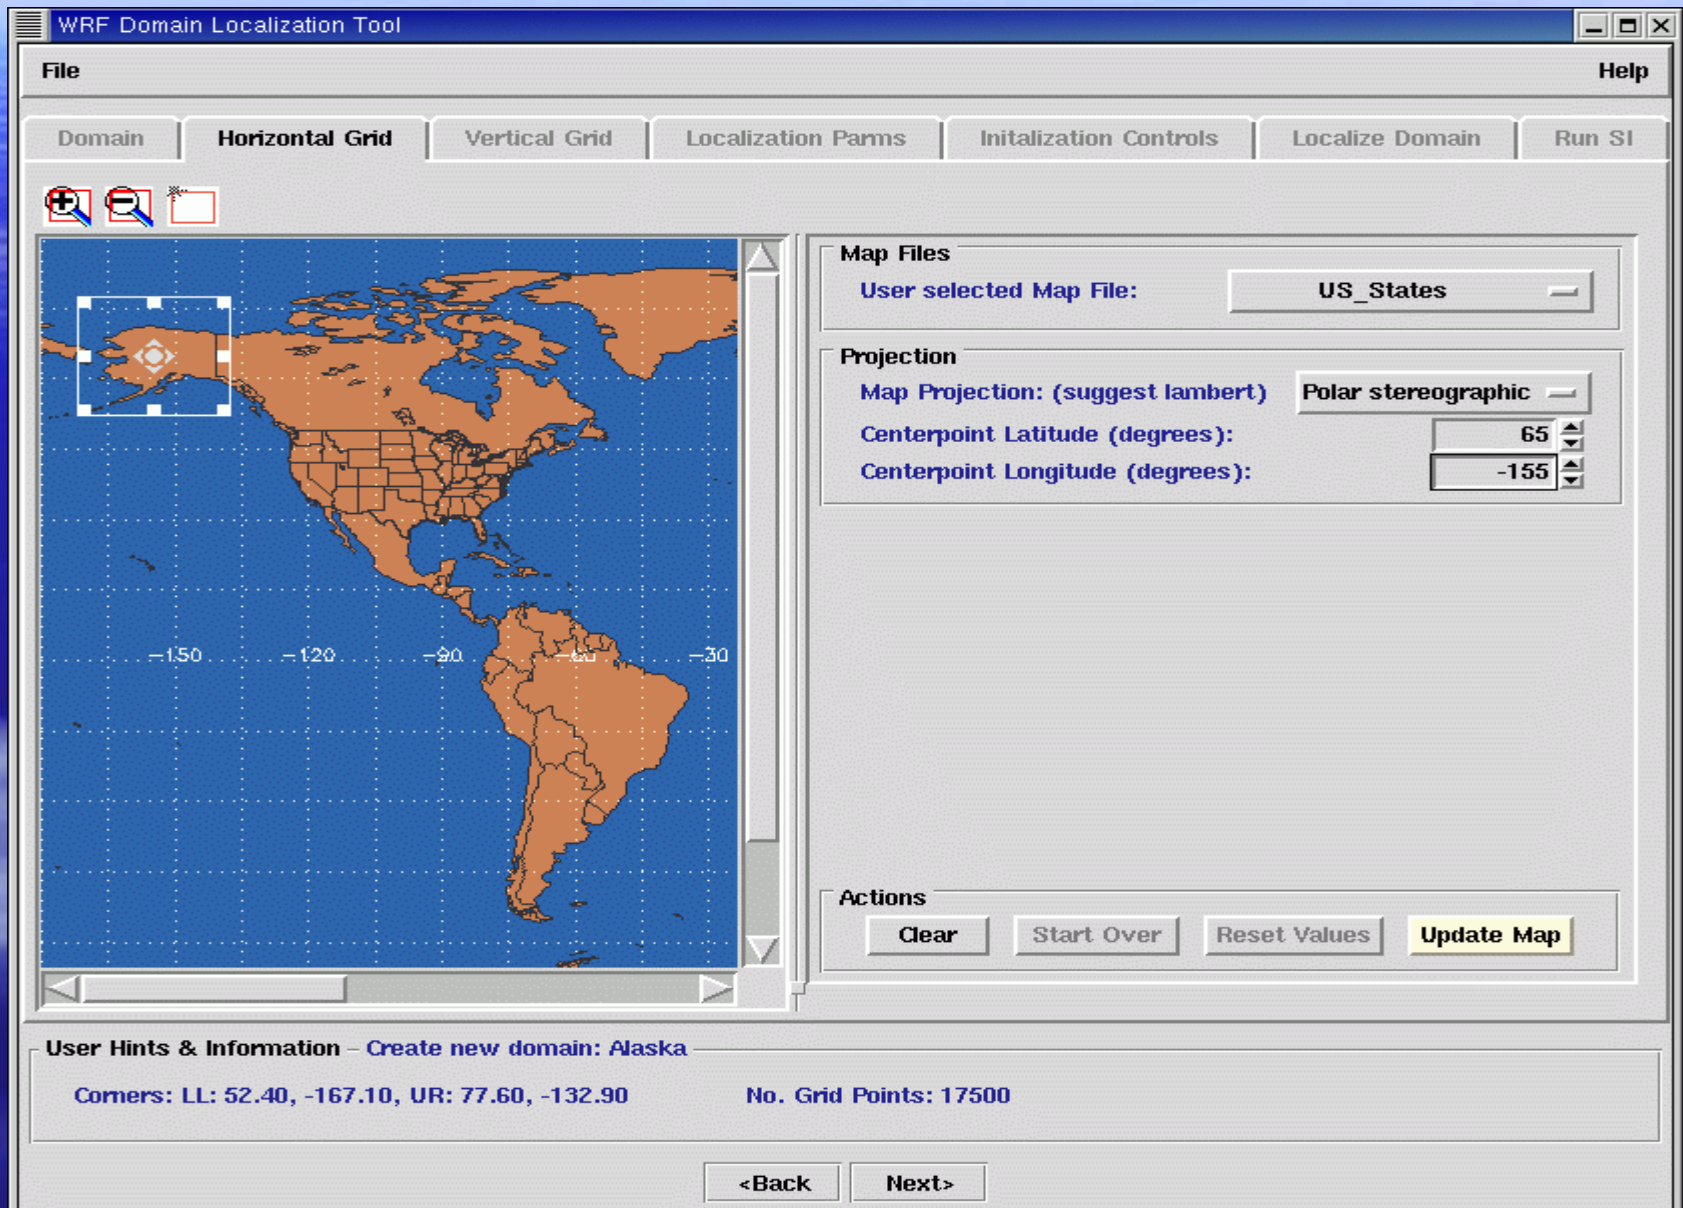 WRF Domain Localization Tool
File Help
Domain Horizontal Grid Vertical Grid Localization Parms Initalization Controls Localize Domain Run SI
Map Files
User selected Map File: US_States
Projection
Map Projection: (suggest lambert) Polar stereographic
Centerpoint Latitude (degrees): 65
Centerpoint Longitude (degrees): -155
-150 -120 -90 -60 -30
Actions
Clear Start Over Reset Values Update Map
User Hints & Information - Create new domain: Alaska
Corners: LL: 52.40, -167.10, UR: 77.60, -132.90 No. Grid Points: 17500
<Back Next>